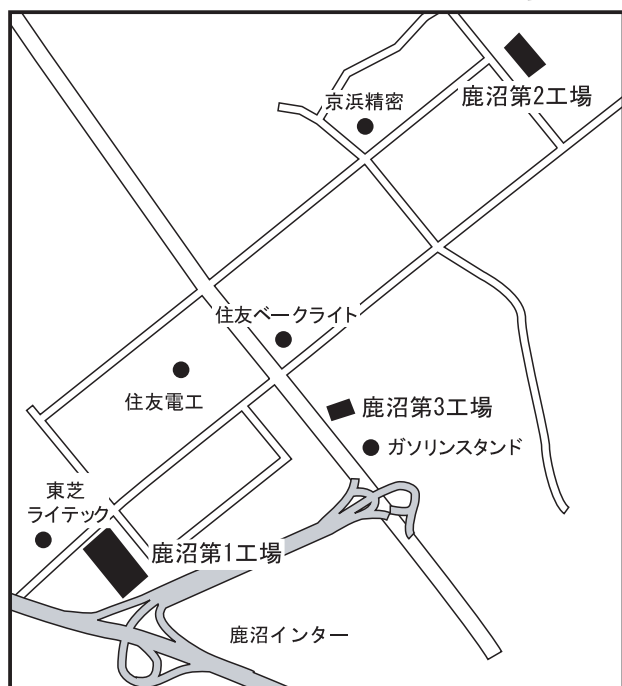 京浜精密
鹿沼第2工場
住友ベークライト
住友電工
鹿沼第3工場
ガソリンスタンド
東芝
ライテック
鹿沼第1工場
鹿沼インター